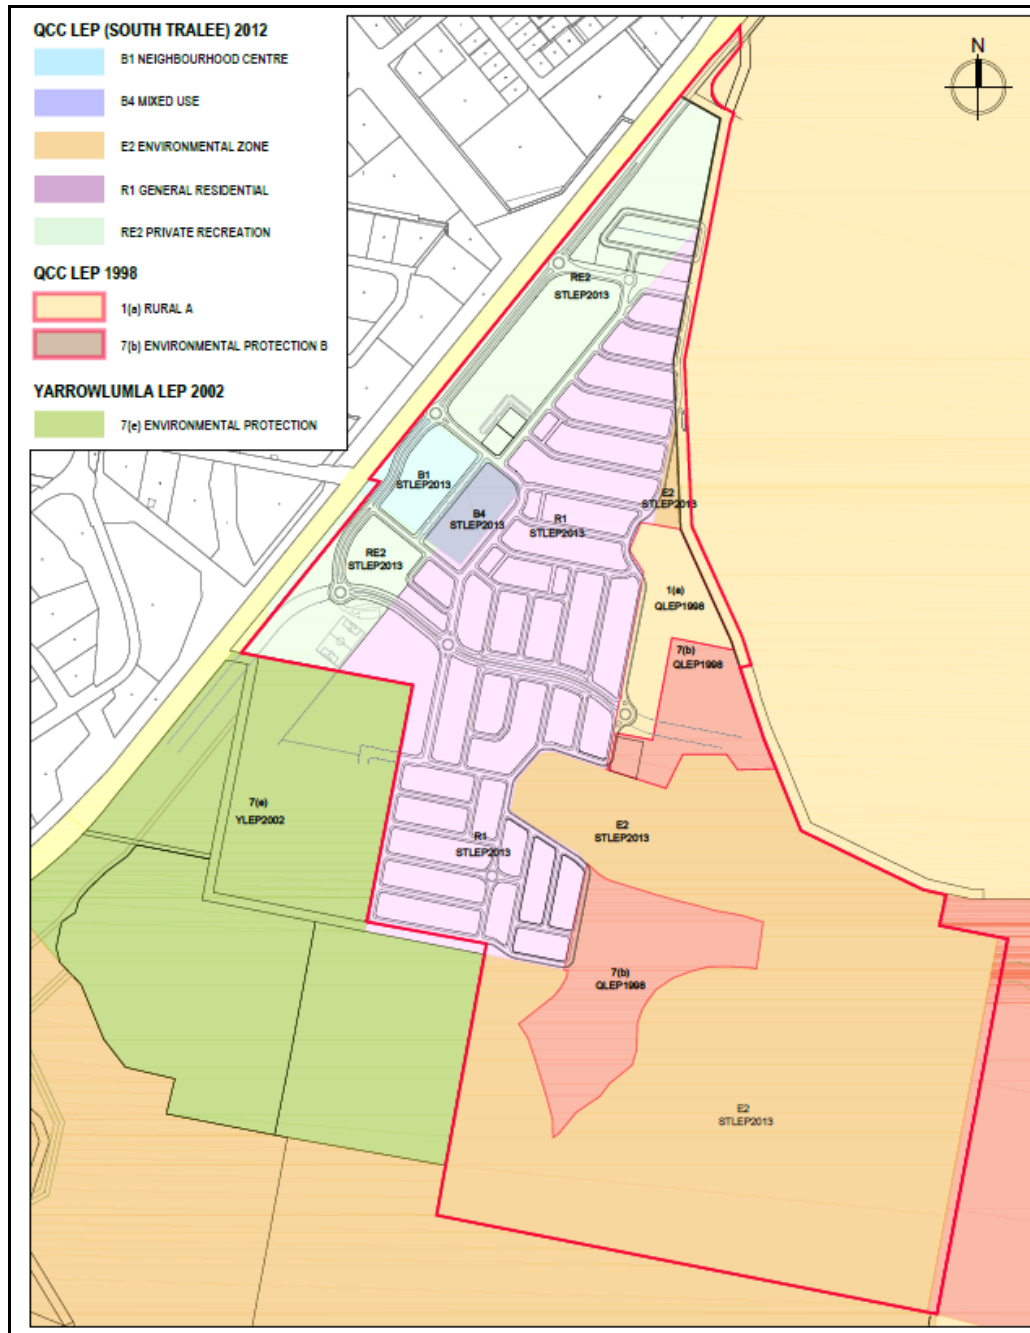 QCC LEP (SOUTH TRALEE) 2012
B1 NEIGHBOURHOOD CENTRE
B4 MIXED USE
E2 ENVIRONMENTAL ZONE
R1 GENERAL RESIDENTIAL
RE2 PRIVATE RECREATION
QCC LEP 1998
1(a) RURAL A
7(b) ENVIRONMENTAL PROTECTION B
YARROWLUMLA LEP 2002
7(e) ENVIRONMENTAL PROTECTION
N
RE2
STLEP2013
B1
STLEP2013
B4
STLEP2013
E2
STLEP2013
R1
STLEP2013
RE2
STLEP2013
1(a)
QLEP1998
7(b)
QLEP1998
7(e)
YLEP2002
E2
STLEP2013
R1
STLEP2013
7(b)
QLEP1998
E2
STLEP2013